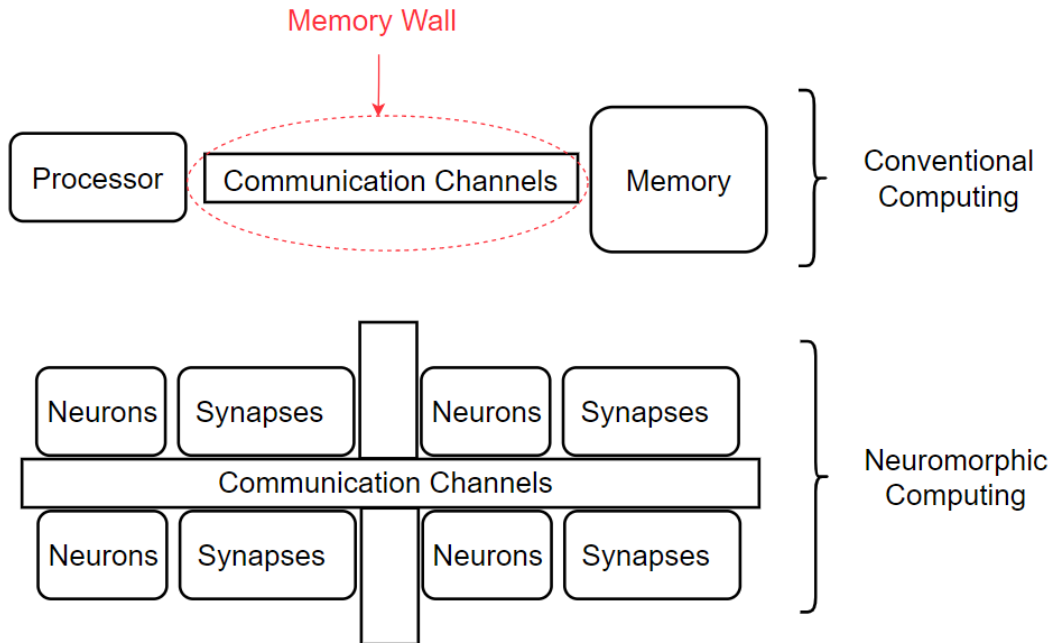 Memory Wall
Processor
Communication Channels
Memory
Conventional
Computing
Neurons
Synapses
Neurons
Synapses
Communication Channels
Neuromorphic
Computing
Neurons
Synapses
Neurons
Synapses